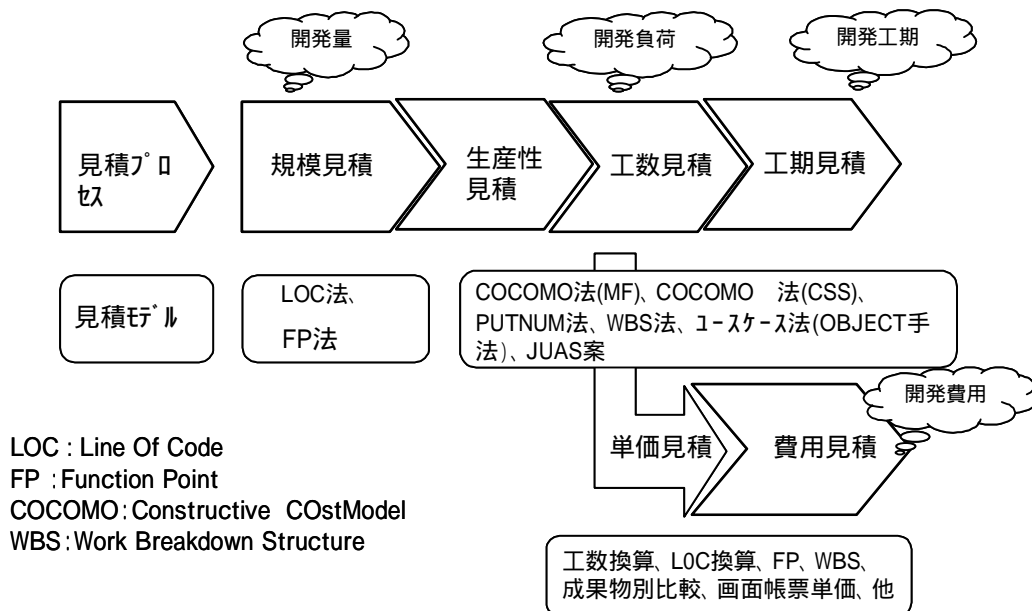 開発量
開発負荷
開発工期
見積ﾌﾟﾛ
ｾｽ
規模見積
生産性
見積
工数見積
工期見積
見積ﾓﾃﾞﾙ
LOC法、
FP法
COCOMO法(MF)、COCOMO　法(CSS)、
PUTNUM法、WBS法、ﾕｰｽｹｰｽ法(OBJECT手
法)、JUAS案
開発費用
単価見積
費用見積
LOC : Line Of Code
FP : Function Point
COCOMO : Constructive COstModel
WBS : Work Breakdown Structure
工数換算、LOC換算、FP、WBS、
成果物別比較、画面帳票単価、他